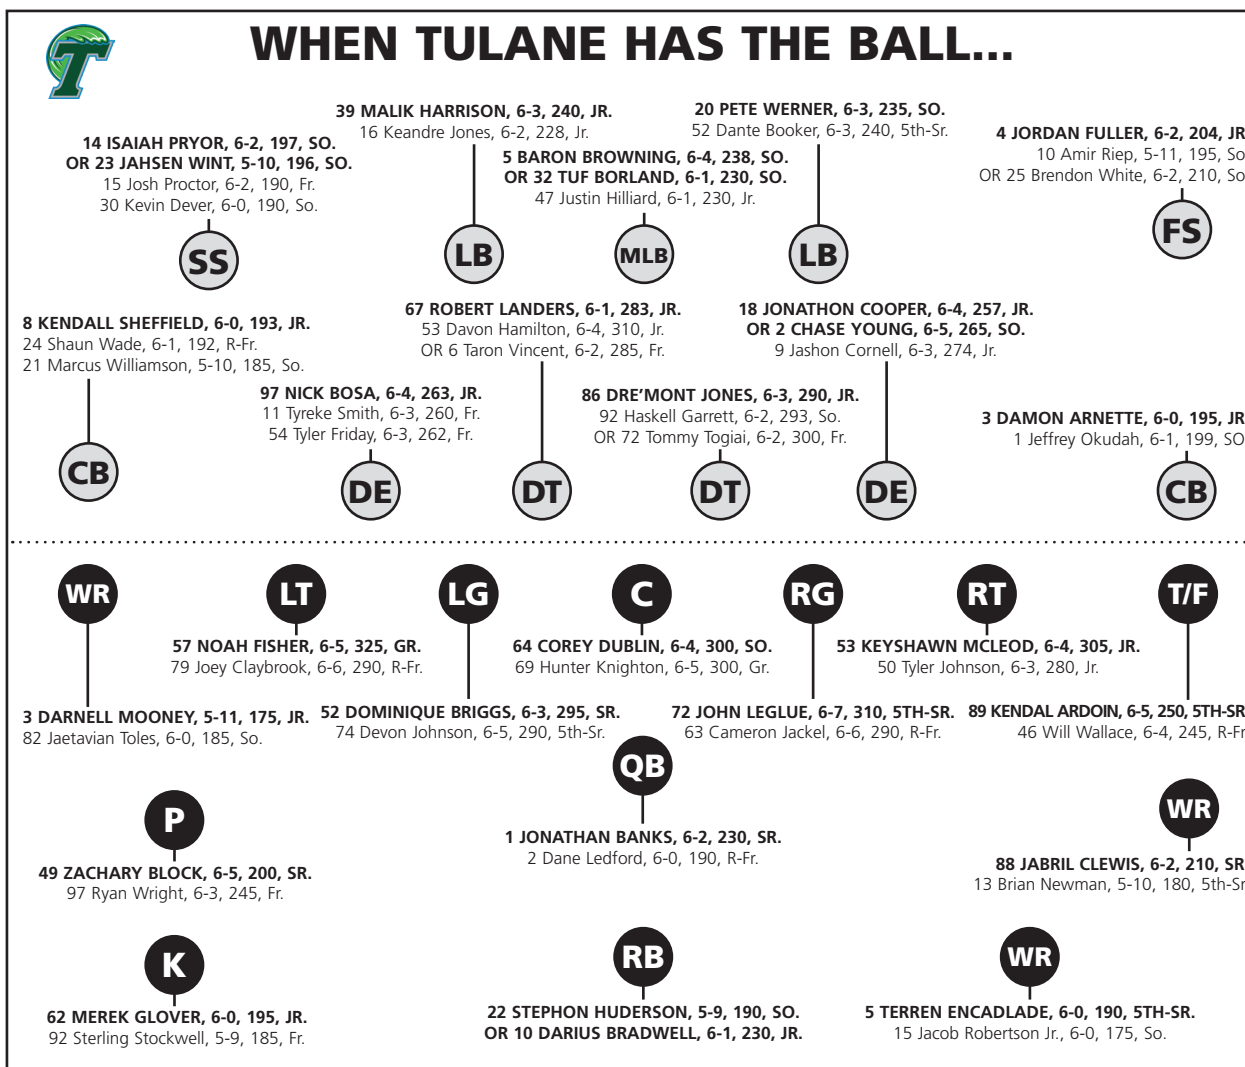 T
WHEN TULANE HAS THE BALL...
14 ISAIAH PRYOR, 6-2, 197, SO.
OR 23 JAHSEN WINT, 5-10, 196, SO.
15 Josh Proctor, 6-2, 190, Fr.
30 Kevin Dever, 6-0, 190, So.
SS
39 MALIK HARRISON, 6-3, 240, JR.
16 Keandre Jones, 6-2, 228, Jr.
LB
5 BARON BROWNING, 6-4, 238, SO.
OR 32 TUF BORLAND, 6-1, 230, SO.
47 Justin Hilliard, 6-1, 230, Jr.
MLB
20 PETE WERNER, 6-3, 235, SO.
52 Dante Booker, 6-3, 240, 5th-Sr.
LB
4 JORDAN FULLER, 6-2, 204, JR
10 Amir Riep, 5-11, 195, So
OR 25 Brendon White, 6-2, 210, So
FS
8 KENDALL SHEFFIELD, 6-0, 193, JR.
24 Shaun Wade, 6-1, 192, R-Fr.
21 Marcus Williamson, 5-10, 185, So.
CB
97 NICK BOSA, 6-4, 263, JR.
11 Tyreke Smith, 6-3, 260, Fr.
54 Tyler Friday, 6-3, 262, Fr.
DE
67 ROBERT LANDERS, 6-1, 283, JR.
53 Davon Hamilton, 6-4, 310, Jr.
OR 6 Taron Vincent, 6-2, 285, Fr.
DT
86 DRE’MONT JONES, 6-3, 290, JR.
92 Haskell Garrett, 6-2, 293, So.
OR 72 Tommy Togiai, 6-2, 300, Fr.
DT
18 JONATHON COOPER, 6-4, 257, JR.
OR 2 CHASE YOUNG, 6-5, 265, SO.
9 Jashon Cornell, 6-3, 274, Jr.
DE
3 DAMON ARNETTE, 6-0, 195, JR
1 Jeffrey Okudah, 6-1, 199, SO
CB
WR
3 DARNELL MOONEY, 5-11, 175, JR.
82 Jaetavian Toles, 6-0, 185, So.
LT
57 NOAH FISHER, 6-5, 325, GR.
79 Joey Claybrook, 6-6, 290, R-Fr.
LG
52 DOMINIQUE BRIGGS, 6-3, 295, SR.
74 Devon Johnson, 6-5, 290, 5th-Sr.
C
64 COREY DUBLIN, 6-4, 300, SO.
69 Hunter Knighton, 6-5, 300, Gr.
RG
72 JOHN LEGLUE, 6-7, 310, 5TH-SR.
63 Cameron Jackel, 6-6, 290, R-Fr.
RT
53 KEYSHAWN MCLEOD, 6-4, 305, JR.
50 Tyler Johnson, 6-3, 280, Jr.
T/F
89 KENDAL ARDOIN, 6-5, 250, 5TH-SR
46 Will Wallace, 6-4, 245, R-Fr
QB
1 JONATHAN BANKS, 6-2, 230, SR.
2 Dane Ledford, 6-0, 190, R-Fr.
P
49 ZACHARY BLOCK, 6-5, 200, SR.
97 Ryan Wright, 6-3, 245, Fr.
WR
88 JABRIL CLEWIS, 6-2, 210, SR
13 Brian Newman, 5-10, 180, 5th-Sr
K
62 MEREK GLOVER, 6-0, 195, JR.
92 Sterling Stockwell, 5-9, 185, Fr.
RB
22 STEPHON HUDERSON, 5-9, 190, SO.
OR 10 DARIUS BRADWELL, 6-1, 230, JR.
WR
5 TERREN ENCADLADE, 6-0, 190, 5TH-SR.
15 Jacob Robertson Jr., 6-0, 175, So.